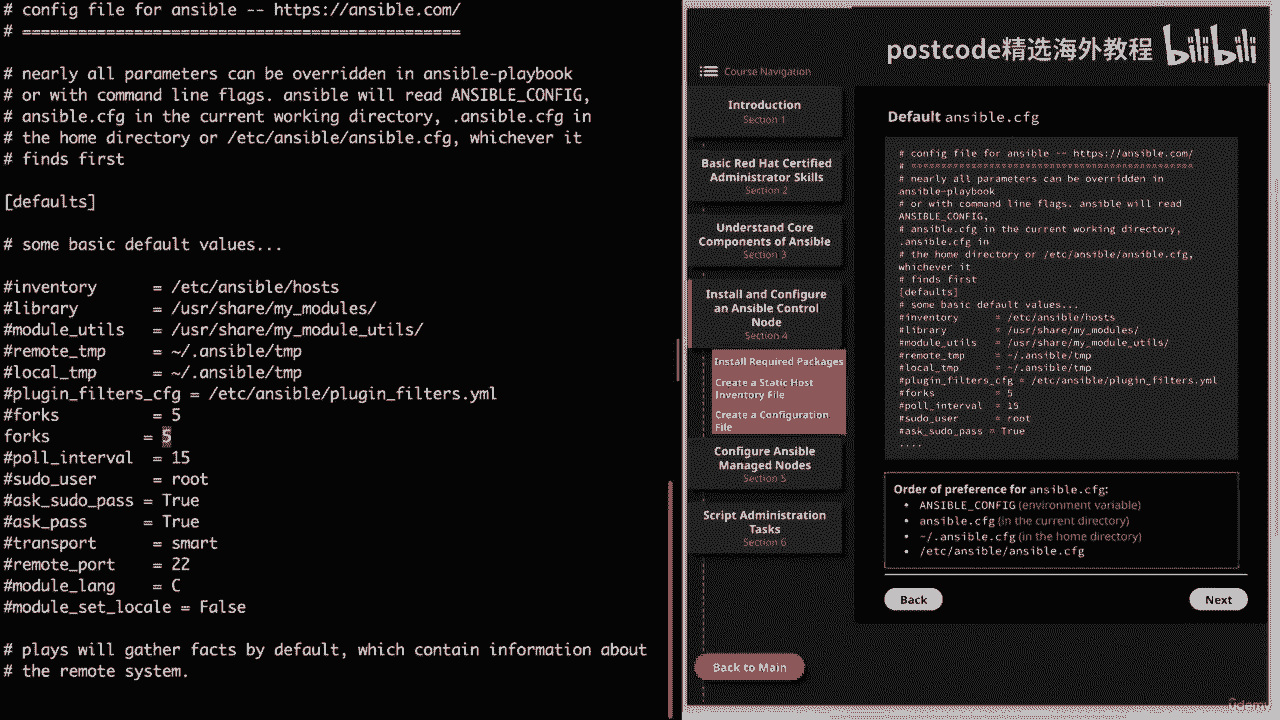 # config file for ansible -- https://ansible.com/
# ===============================================
# nearly all parameters can be overridden in ansible-playbook
# or with command line flags. ansible will read ANSIBLE_CONFIG,
# ansible.cfg in the current working directory, .ansible.cfg in
# the home directory or /etc/ansible/ansible.cfg, whichever it
# finds first
[defaults]
# some basic default values...
#inventory      = /etc/ansible/hosts
#library        = /usr/share/my_modules/
#module_utils   = /usr/share/my_module_utils/
#remote_tmp     = ~/.ansible/tmp
#local_tmp      = ~/.ansible/tmp
#plugin_filters_cfg = /etc/ansible/plugin_filters.yml
#forks          = 5
forks          = 5
#poll_interval  = 15
#sudo_user      = root
#ask_sudo_pass = True
#ask_pass      = True
#transport      = smart
#remote_port    = 22
#module_lang    = C
#module_set_locale = False
# plays will gather facts by default, which contain information about
# the remote system.
postcode精选海外教程 bilibili
Course Navigation
Introduction
Section 1
Basic Red Hat Certified
Administrator Skills
Section 2
Understand Core
Components of Ansible
Section 3
Install and Configure
an Ansible Control
Node
Section 4
Install Required Packages
Create a Static Host
Inventory File
Create a Configuration
File
Configure Ansible
Managed Nodes
Section 5
Script Administration
Tasks
Section 6
Back to Main
Default ansible.cfg
# config file for ansible -- https://ansible.com/
# ===============================================
# nearly all parameters can be overridden in
ansible-playbook
# or with command line flags. ansible will read
ANSIBLE_CONFIG,
# ansible.cfg in the current working directory,
.ansible.cfg in
# the home directory or /etc/ansible/ansible.cfg,
whichever it
# finds first
[defaults]
# some basic default values...
#inventory      = /etc/ansible/hosts
#library        = /usr/share/my_modules/
#module_utils   = /usr/share/my_module_utils/
#remote_tmp     = ~/.ansible/tmp
#local_tmp      = ~/.ansible/tmp
#plugin_filters_cfg = /etc/ansible/plugin_filters.yml
#forks          = 5
#poll_interval  = 15
#sudo_user      = root
#ask_sudo_pass = True
....
Order of preference for ansible.cfg:
• ANSIBLE_CONFIG (environment variable)
• ansible.cfg (in the current directory)
• ~/.ansible.cfg (in the home directory)
• /etc/ansible/ansible.cfg
Back
Next
ûdemy